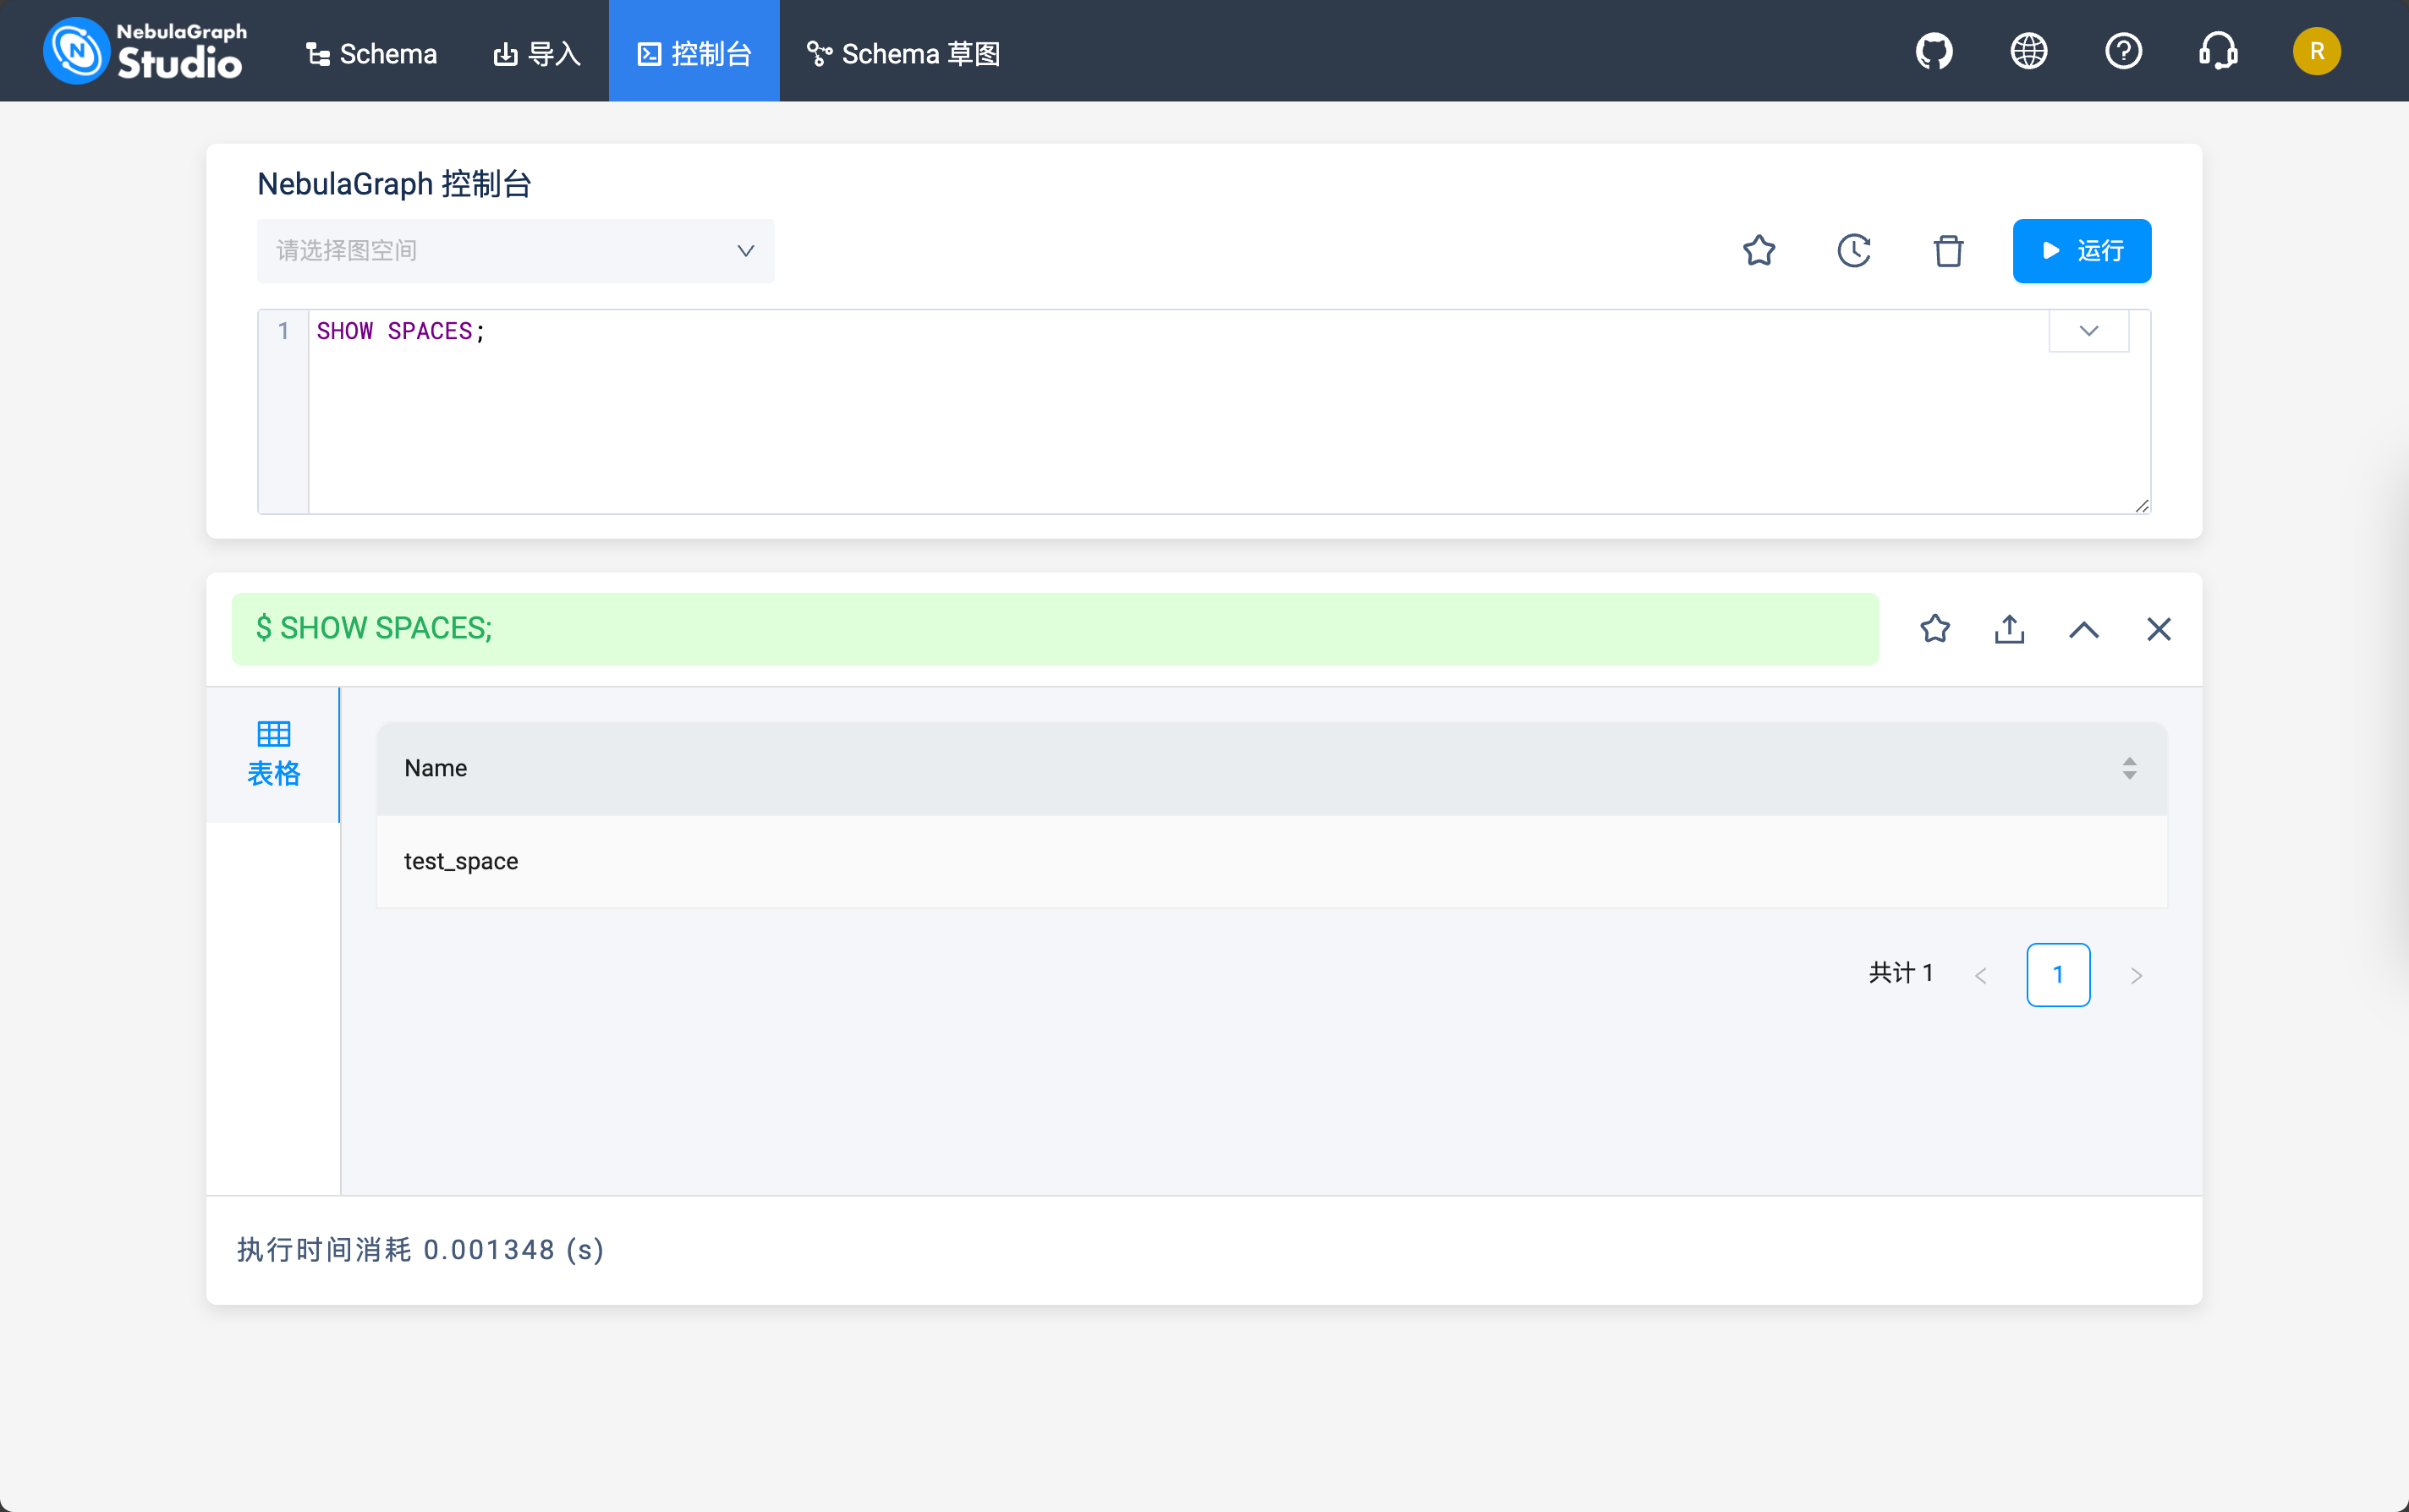 NebulaGraph
Studio
Schema
导入
控制台
Schema 草图
R
NebulaGraph 控制台
请选择图空间
运行
1
SHOW SPACES;
$ SHOW SPACES;
表格
Name
test_space
共计 1
1
执行时间消耗 0.001348 (s)